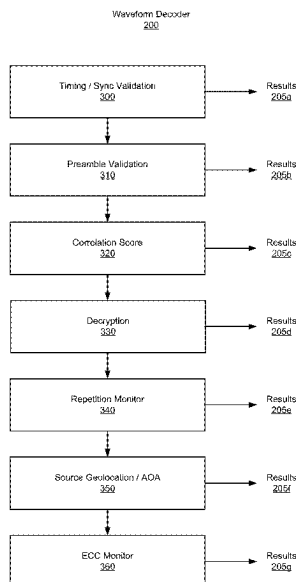 Waveform Decoder
200
Timing / Sync Validation
300
Results
205a
Preamble Validation
310
Results
205b
Correlation Score
320
Results
205c
Decryption
330
Results
205d
Repetition Monitor
340
Results
205e
Source Geolocation / AOA
350
Results
205f
ECC Monitor
360
Results
205g